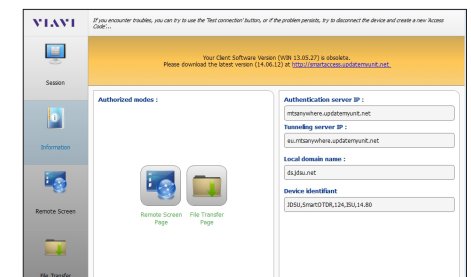 VIAVI
If you encounter troubles, you can try to use the 'Test connection' button, or if the problem persists, try to disconnect the device and create a new 'Access
Code'...
Your Client Software Version (WIN 13.05.27) is obsolete.
Please download the latest version (14.06.12) at http://smartaccess.updatemyunit.net
Session
Information
Remote Screen
File Transfer
Authorized modes :
Remote Screen
Page
File Transfer
Page
Authentication server IP :
mtsanywhere.updatemyunit.net
Tunneling server IP :
eu.mtsanywhere.updatemyunit.net
Local domain name :
ds.jdsu.net
Device identifiant
JDSU,SmartOTDR,124,ISU,14.80